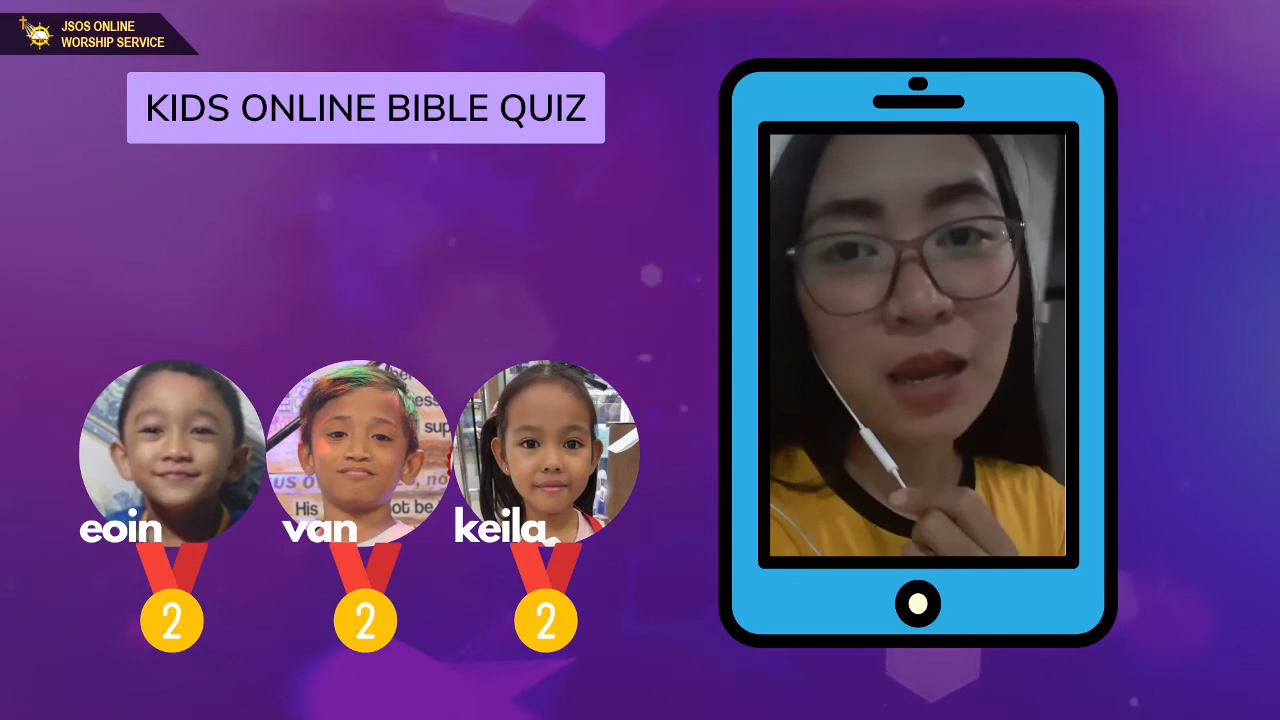 JSOS ONLINE
WORSHIP SERVICE
KIDS ONLINE BIBLE QUIZ
eoin
van
keila
2
2
2